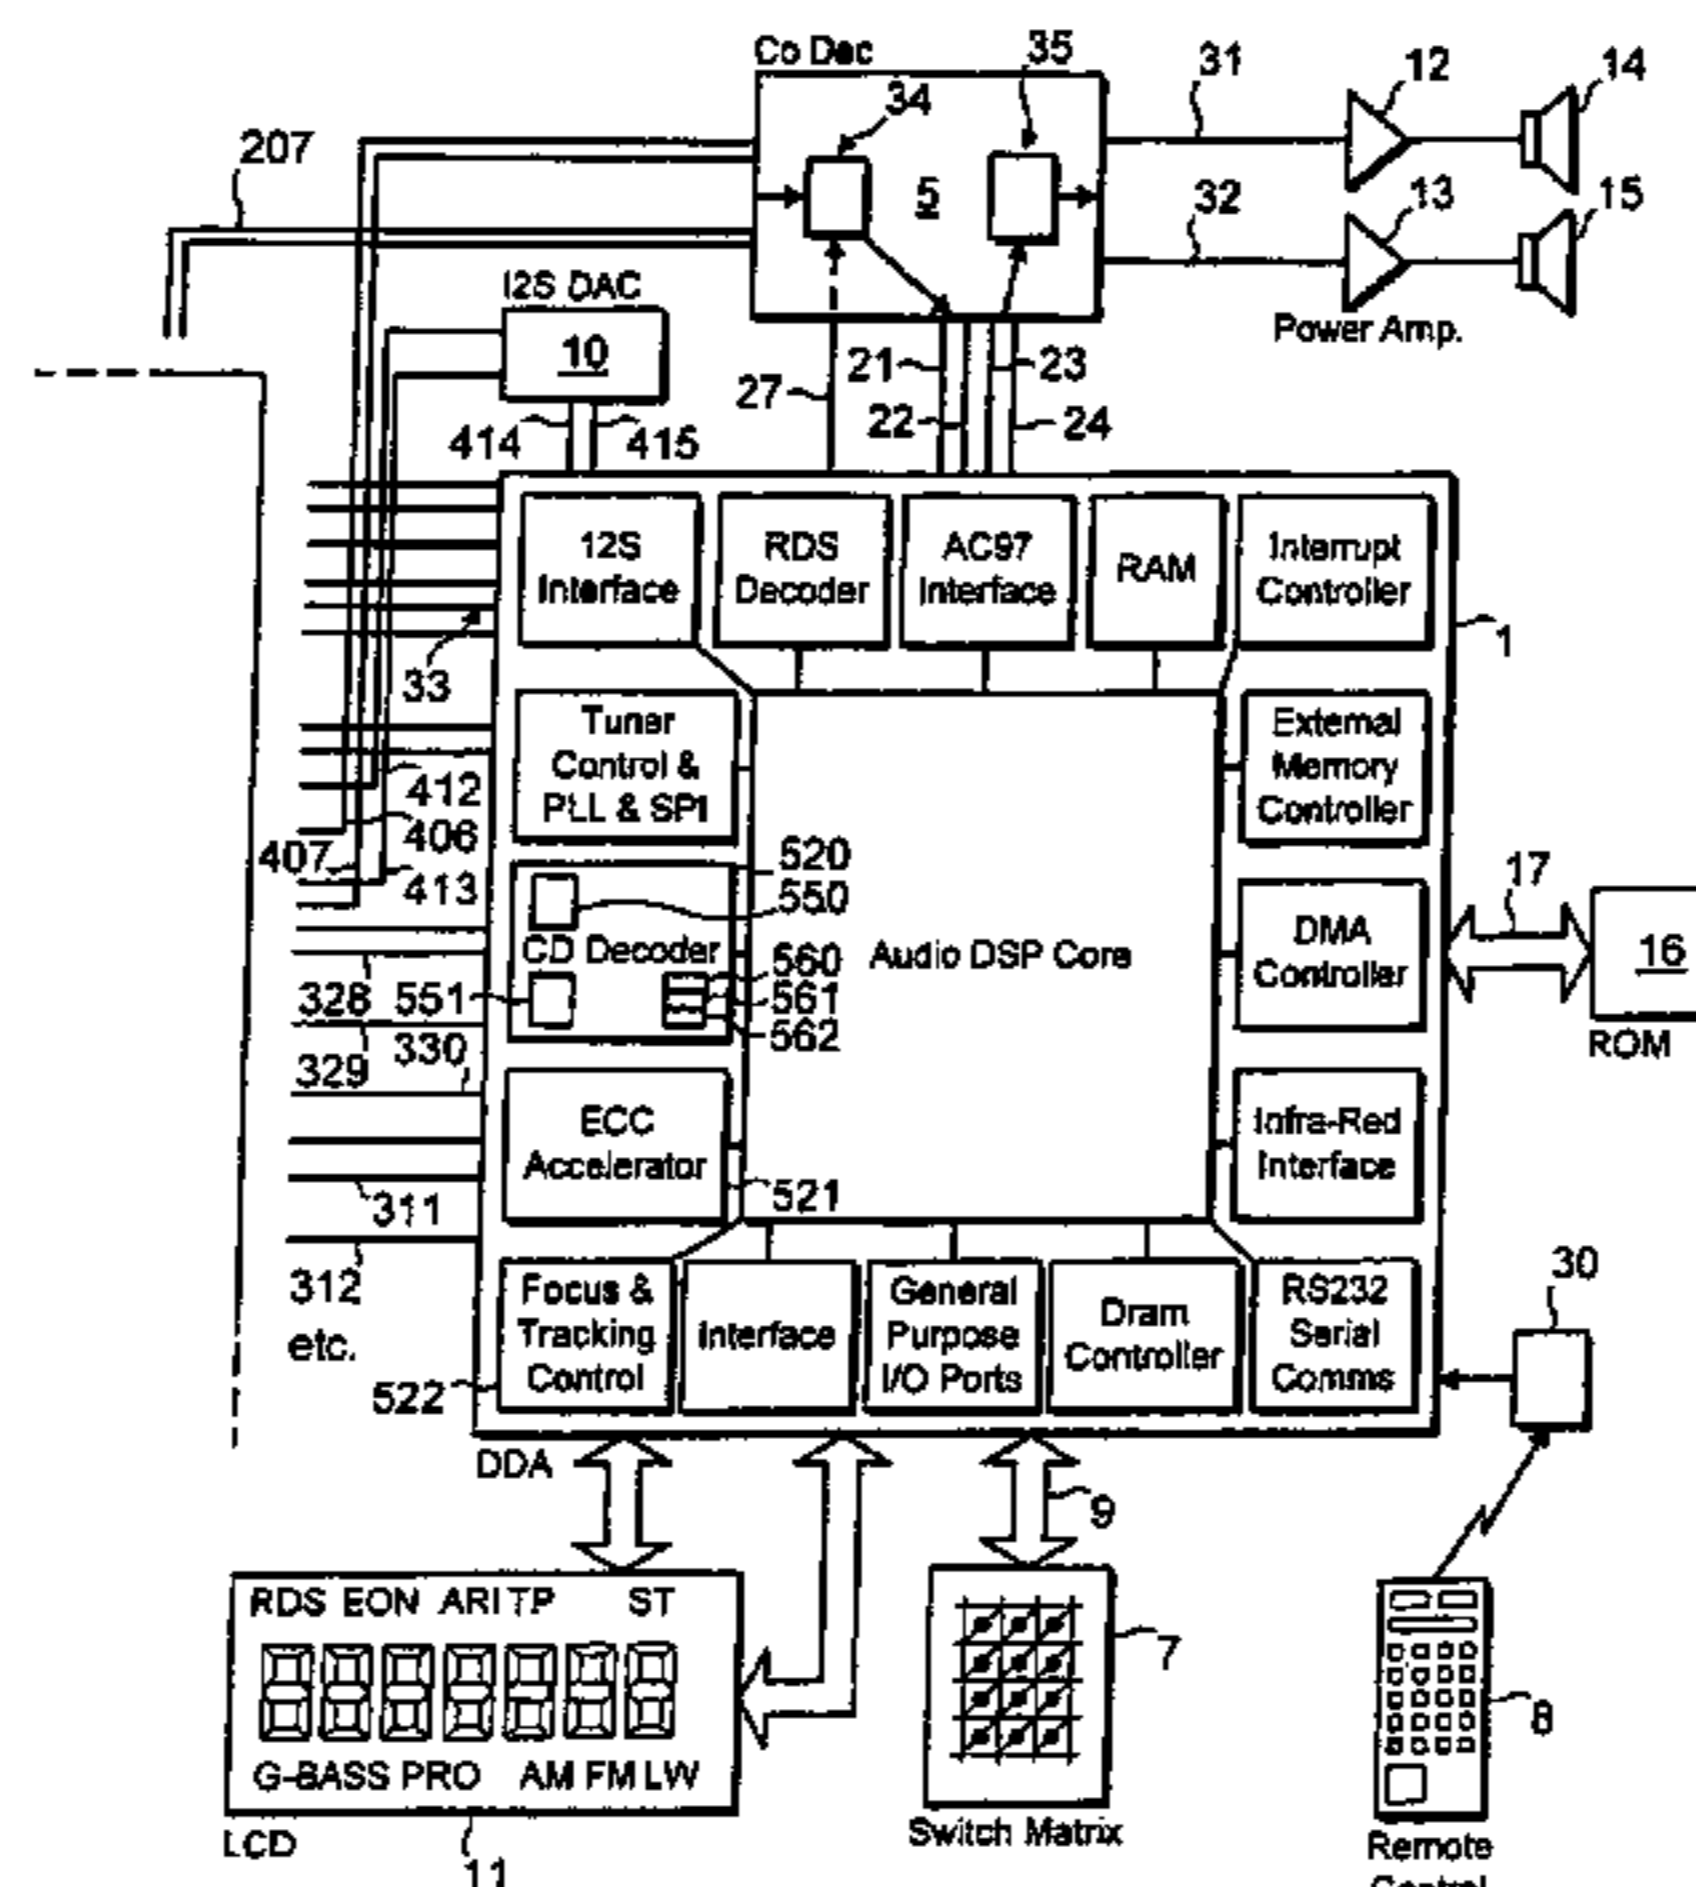 Co Dec
35
34
31
12
14
207
5
32
13
15
I2S DAC
Power Amp.
10
21
23
27
22
24
414
415
12S
Interface
RDS
Decoder
AC97
Interface
RAM
Interrupt
Controller
1
33
Tuner
Control &
PLL & SPI
External
Memory
Controller
412
406
407
413
520
550
CD Decoder
560
561
562
551
328
329
330
Audio DSP Core
DMA
Controller
17
16
ROM
ECC
Accelerator
521
Infra-Red
Interface
311
312
etc.
Focus &
Tracking
Control
522
Interface
General
Purpose
I/O Ports
Dram
Controller
RS232
Serial
Comms
30
DDA
9
RDS EON ARI TP ST
G-BASS PRO AM FM LW
LCD
11
7
Switch Matrix
8
Remote
Control